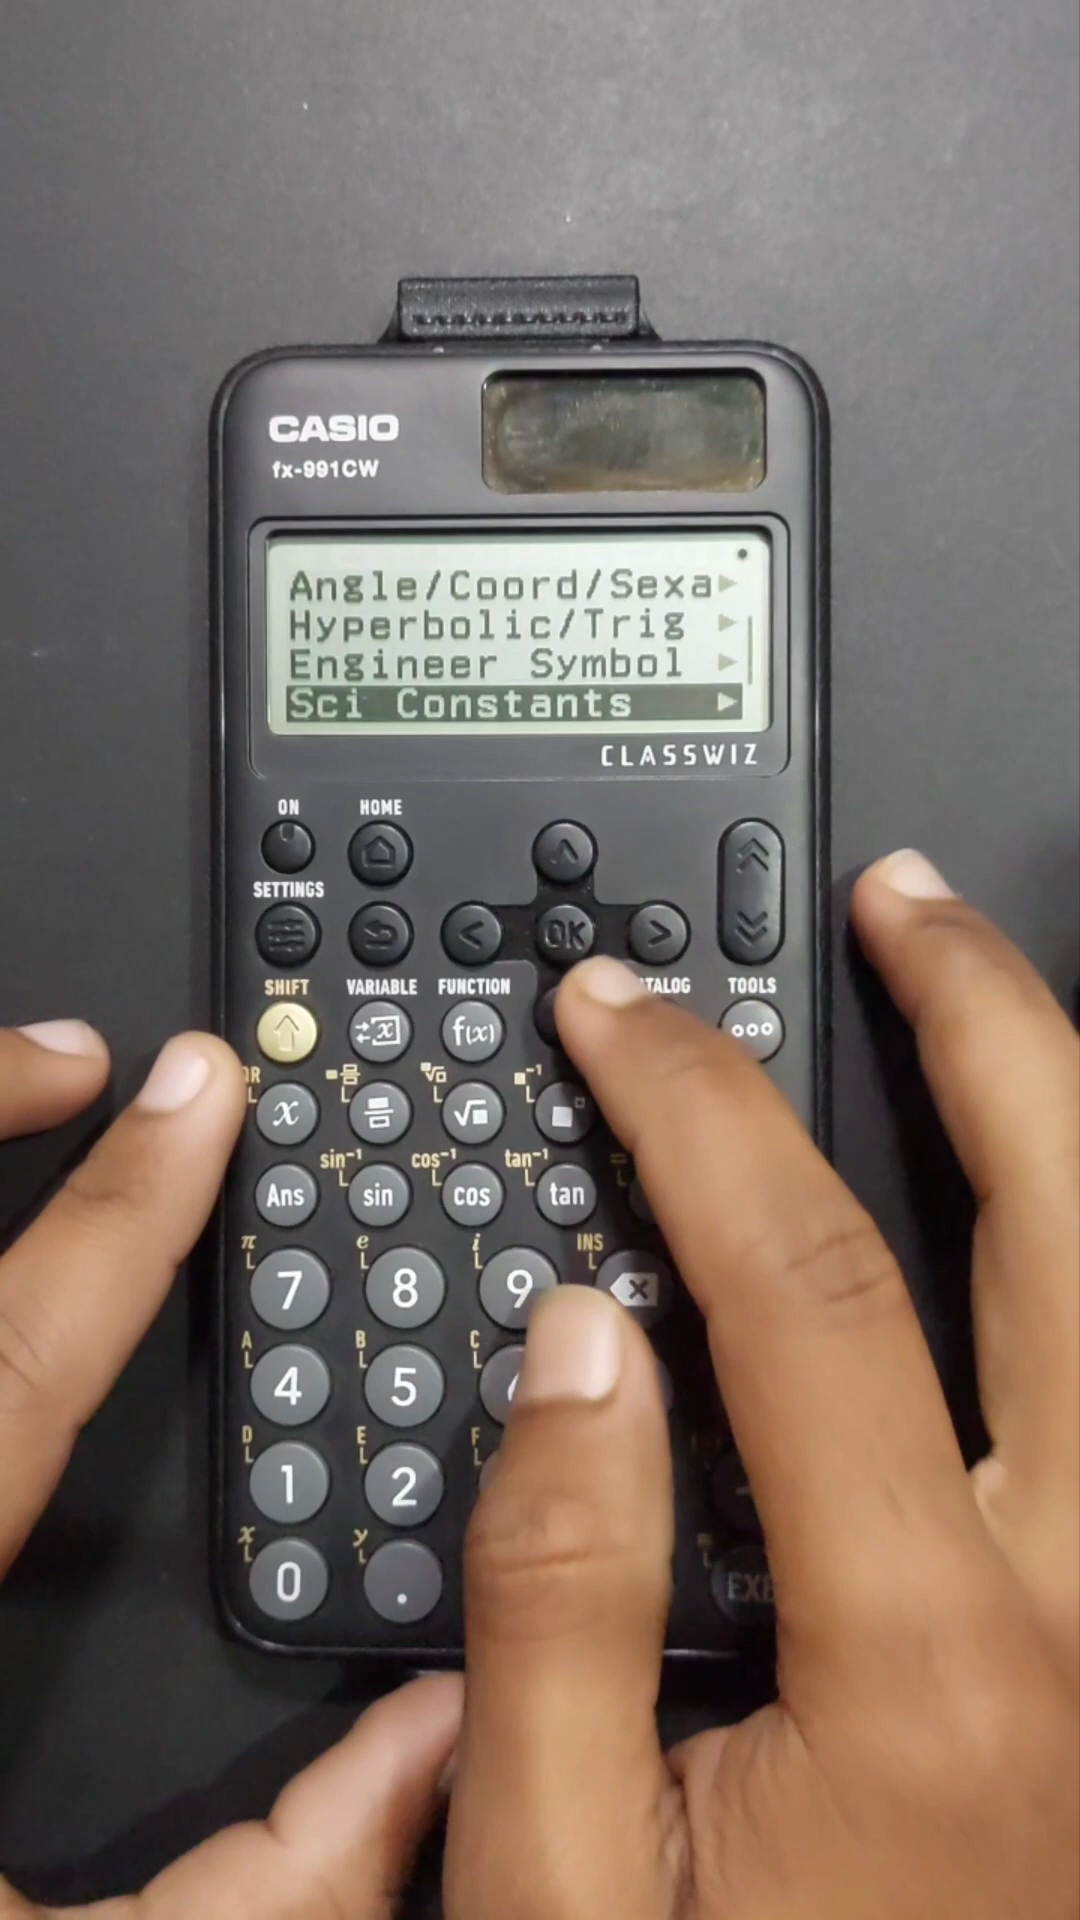 CASIO
fx-991CW
Angle/Coord/Sexa
Hyperbolic/Trig
Engineer Symbol
Sci Constants
CLASSWIZ
ON HOME
SETTINGS
OK
SHIFT VARIABLE FUNCTION TOOLS
x f(x)
x √
sin⁻¹ cos⁻¹ tan⁻¹
Ans sin cos tan
π e i INS
7 8 9
A B C
4 5
D E F
1 2
x y
0 . EXE